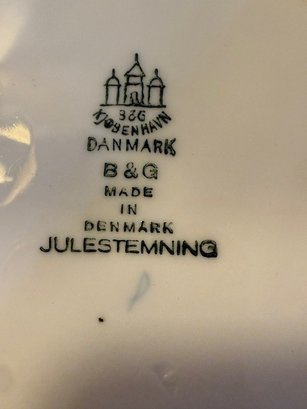 B&G
KJØBENHAVN
DANMARK
B&G
MADE
IN
DENMARK
JULESTEMNING